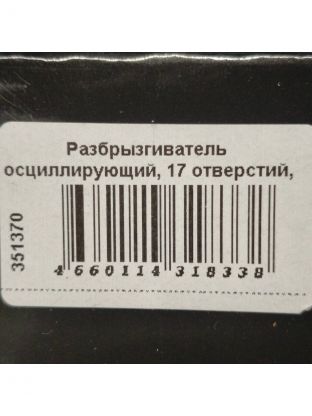 Разбрызгиватель
осциллирующий, 17 отверстий,
351370
4 660114 318338